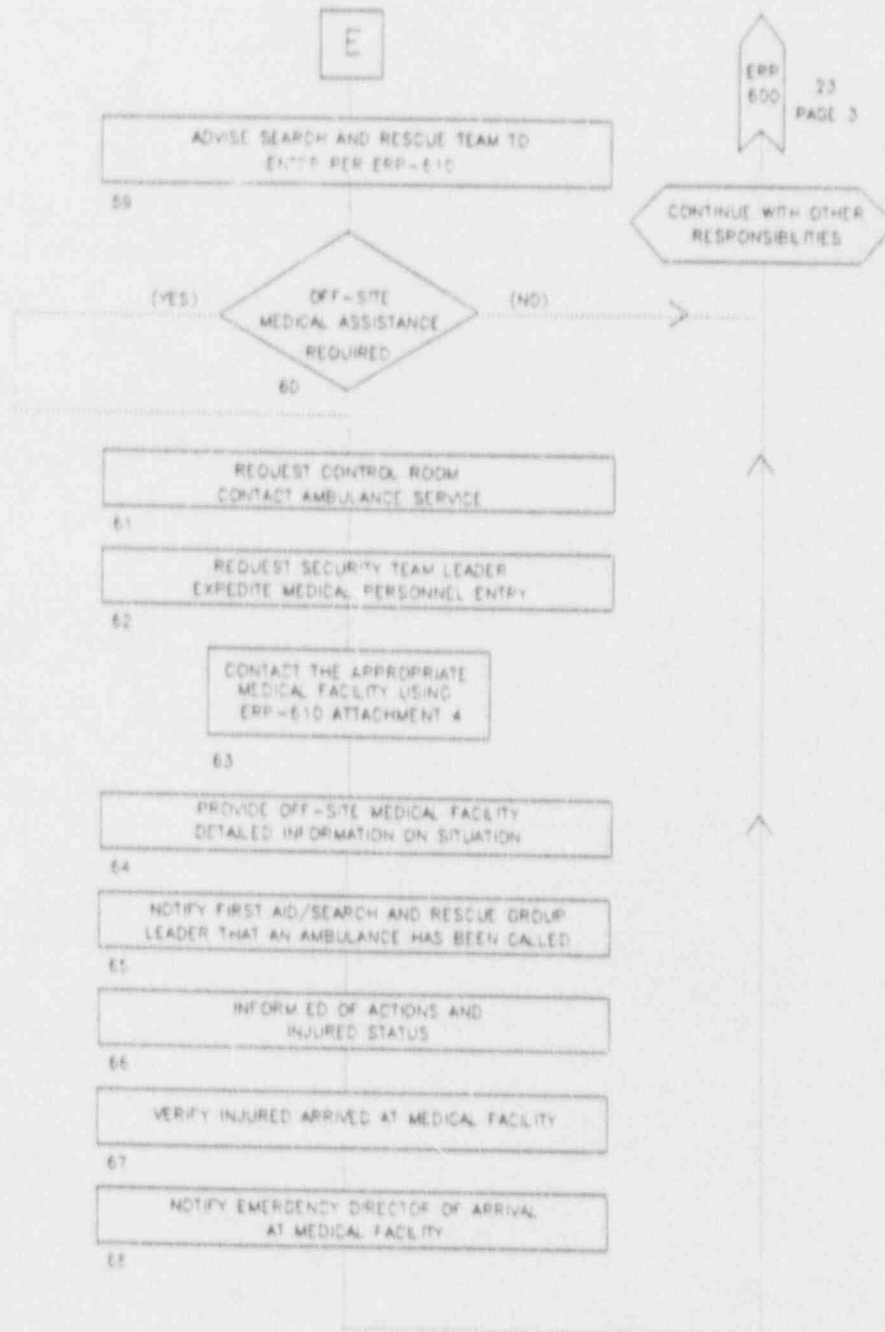 E
ERP
600
23
PAGE 3
ADVISE SEARCH AND RESCUE TEAM TO
ENTER PER ERP-610
59
CONTINUE WITH OTHER
RESPONSIBILITIES
(YES)
OFF-SITE
MEDICAL ASSISTANCE
REQUIRED
(NO)
60
REQUEST CONTROL ROOM
CONTACT AMBULANCE SERVICE
61
REQUEST SECURITY TEAM LEADER
EXPEDITE MEDICAL PERSONNEL ENTRY
62
CONTACT THE APPROPRIATE
MEDICAL FACILITY USING
ERP-610 ATTACHMENT 4
63
PROVIDE OFF-SITE MEDICAL FACILITY
DETAILED INFORMATION ON SITUATION
64
NOTIFY FIRST AID/SEARCH AND RESCUE GROUP
LEADER THAT AN AMBULANCE HAS BEEN CALLED
65
INFORM ED OF ACTIONS AND
INJURED STATUS
66
VERIFY INJURED ARRIVED AT MEDICAL FACILITY
67
NOTIFY EMERGENCY DIRECTOR OF ARRIVAL
AT MEDICAL FACILITY
68